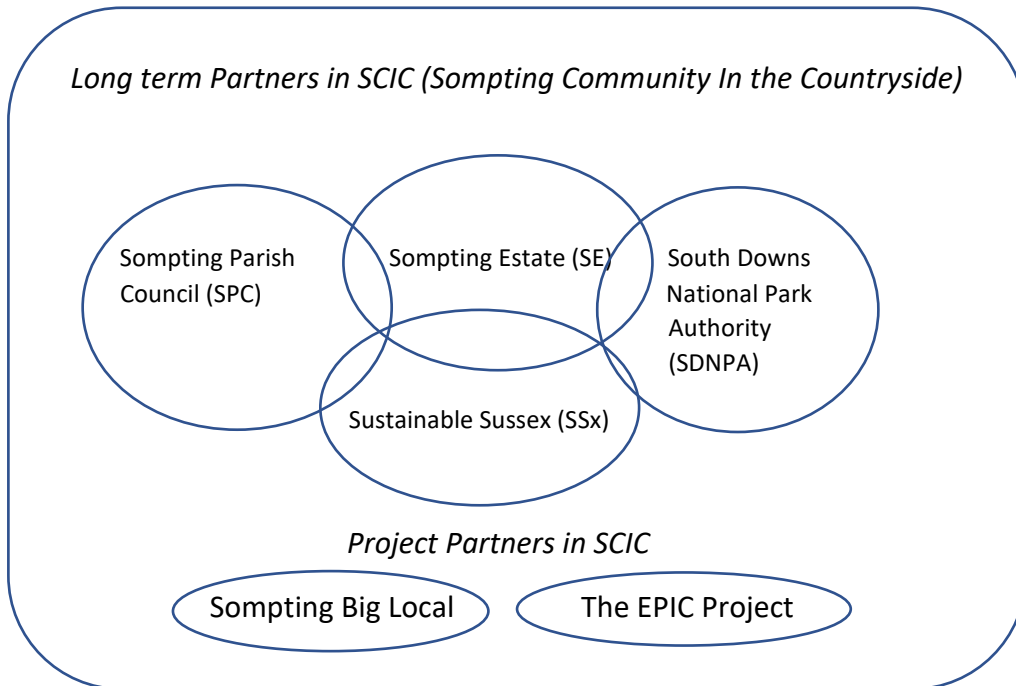 Long term Partners in SCIC (Sompting Community In the Countryside)
Sompting Parish
Council (SPC)
Sompting Estate (SE)
South Downs
National Park
Authority
(SDNPA)
Sustainable Sussex (SSx)
Project Partners in SCIC
Sompting Big Local
The EPIC Project